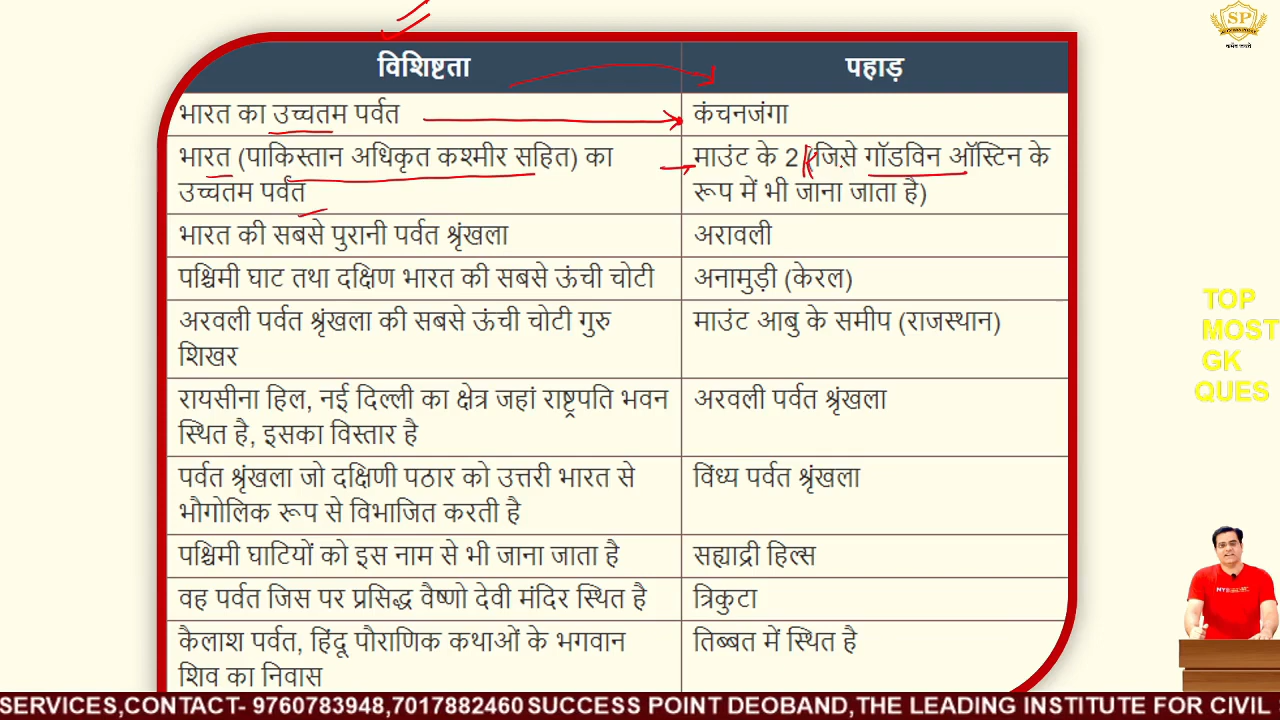 SP
कर्मसु जयते
विशिष्टता
पहाड़
भारत का उच्चतम पर्वत
कंचनजंगा
भारत (पाकिस्तान अधिकृत कश्मीर सहित) का
उच्चतम पर्वत
माउंट के 2 (जिसे गॉडविन ऑस्टिन के
रूप में भी जाना जाता है)
भारत की सबसे पुरानी पर्वत श्रृंखला
अरावली
पश्चिमी घाट तथा दक्षिण भारत की सबसे ऊंची चोटी
अनामुड़ी (केरल)
अरवली पर्वत श्रृंखला की सबसे ऊंची चोटी गुरु
शिखर
माउंट आबु के समीप (राजस्थान)
रायसीना हिल, नई दिल्ली का क्षेत्र जहां राष्ट्रपति भवन
स्थित है, इसका विस्तार है
अरवली पर्वत श्रृंखला
पर्वत श्रृंखला जो दक्षिणी पठार को उत्तरी भारत से
भौगोलिक रूप से विभाजित करती है
विंध्य पर्वत श्रृंखला
पश्चिमी घाटियों को इस नाम से भी जाना जाता है
सह्याद्री हिल्स
वह पर्वत जिस पर प्रसिद्ध वैष्णो देवी मंदिर स्थित है
त्रिकुटा
कैलाश पर्वत, हिंदू पौराणिक कथाओं के भगवान
शिव का निवास
तिब्बत में स्थित है
TOP
MOST
GK
QUES
SERVICES,CONTACT- 9760783948,7017882460 SUCCESS POINT DEOBAND,THE LEADING INSTITUTE FOR CIVIL